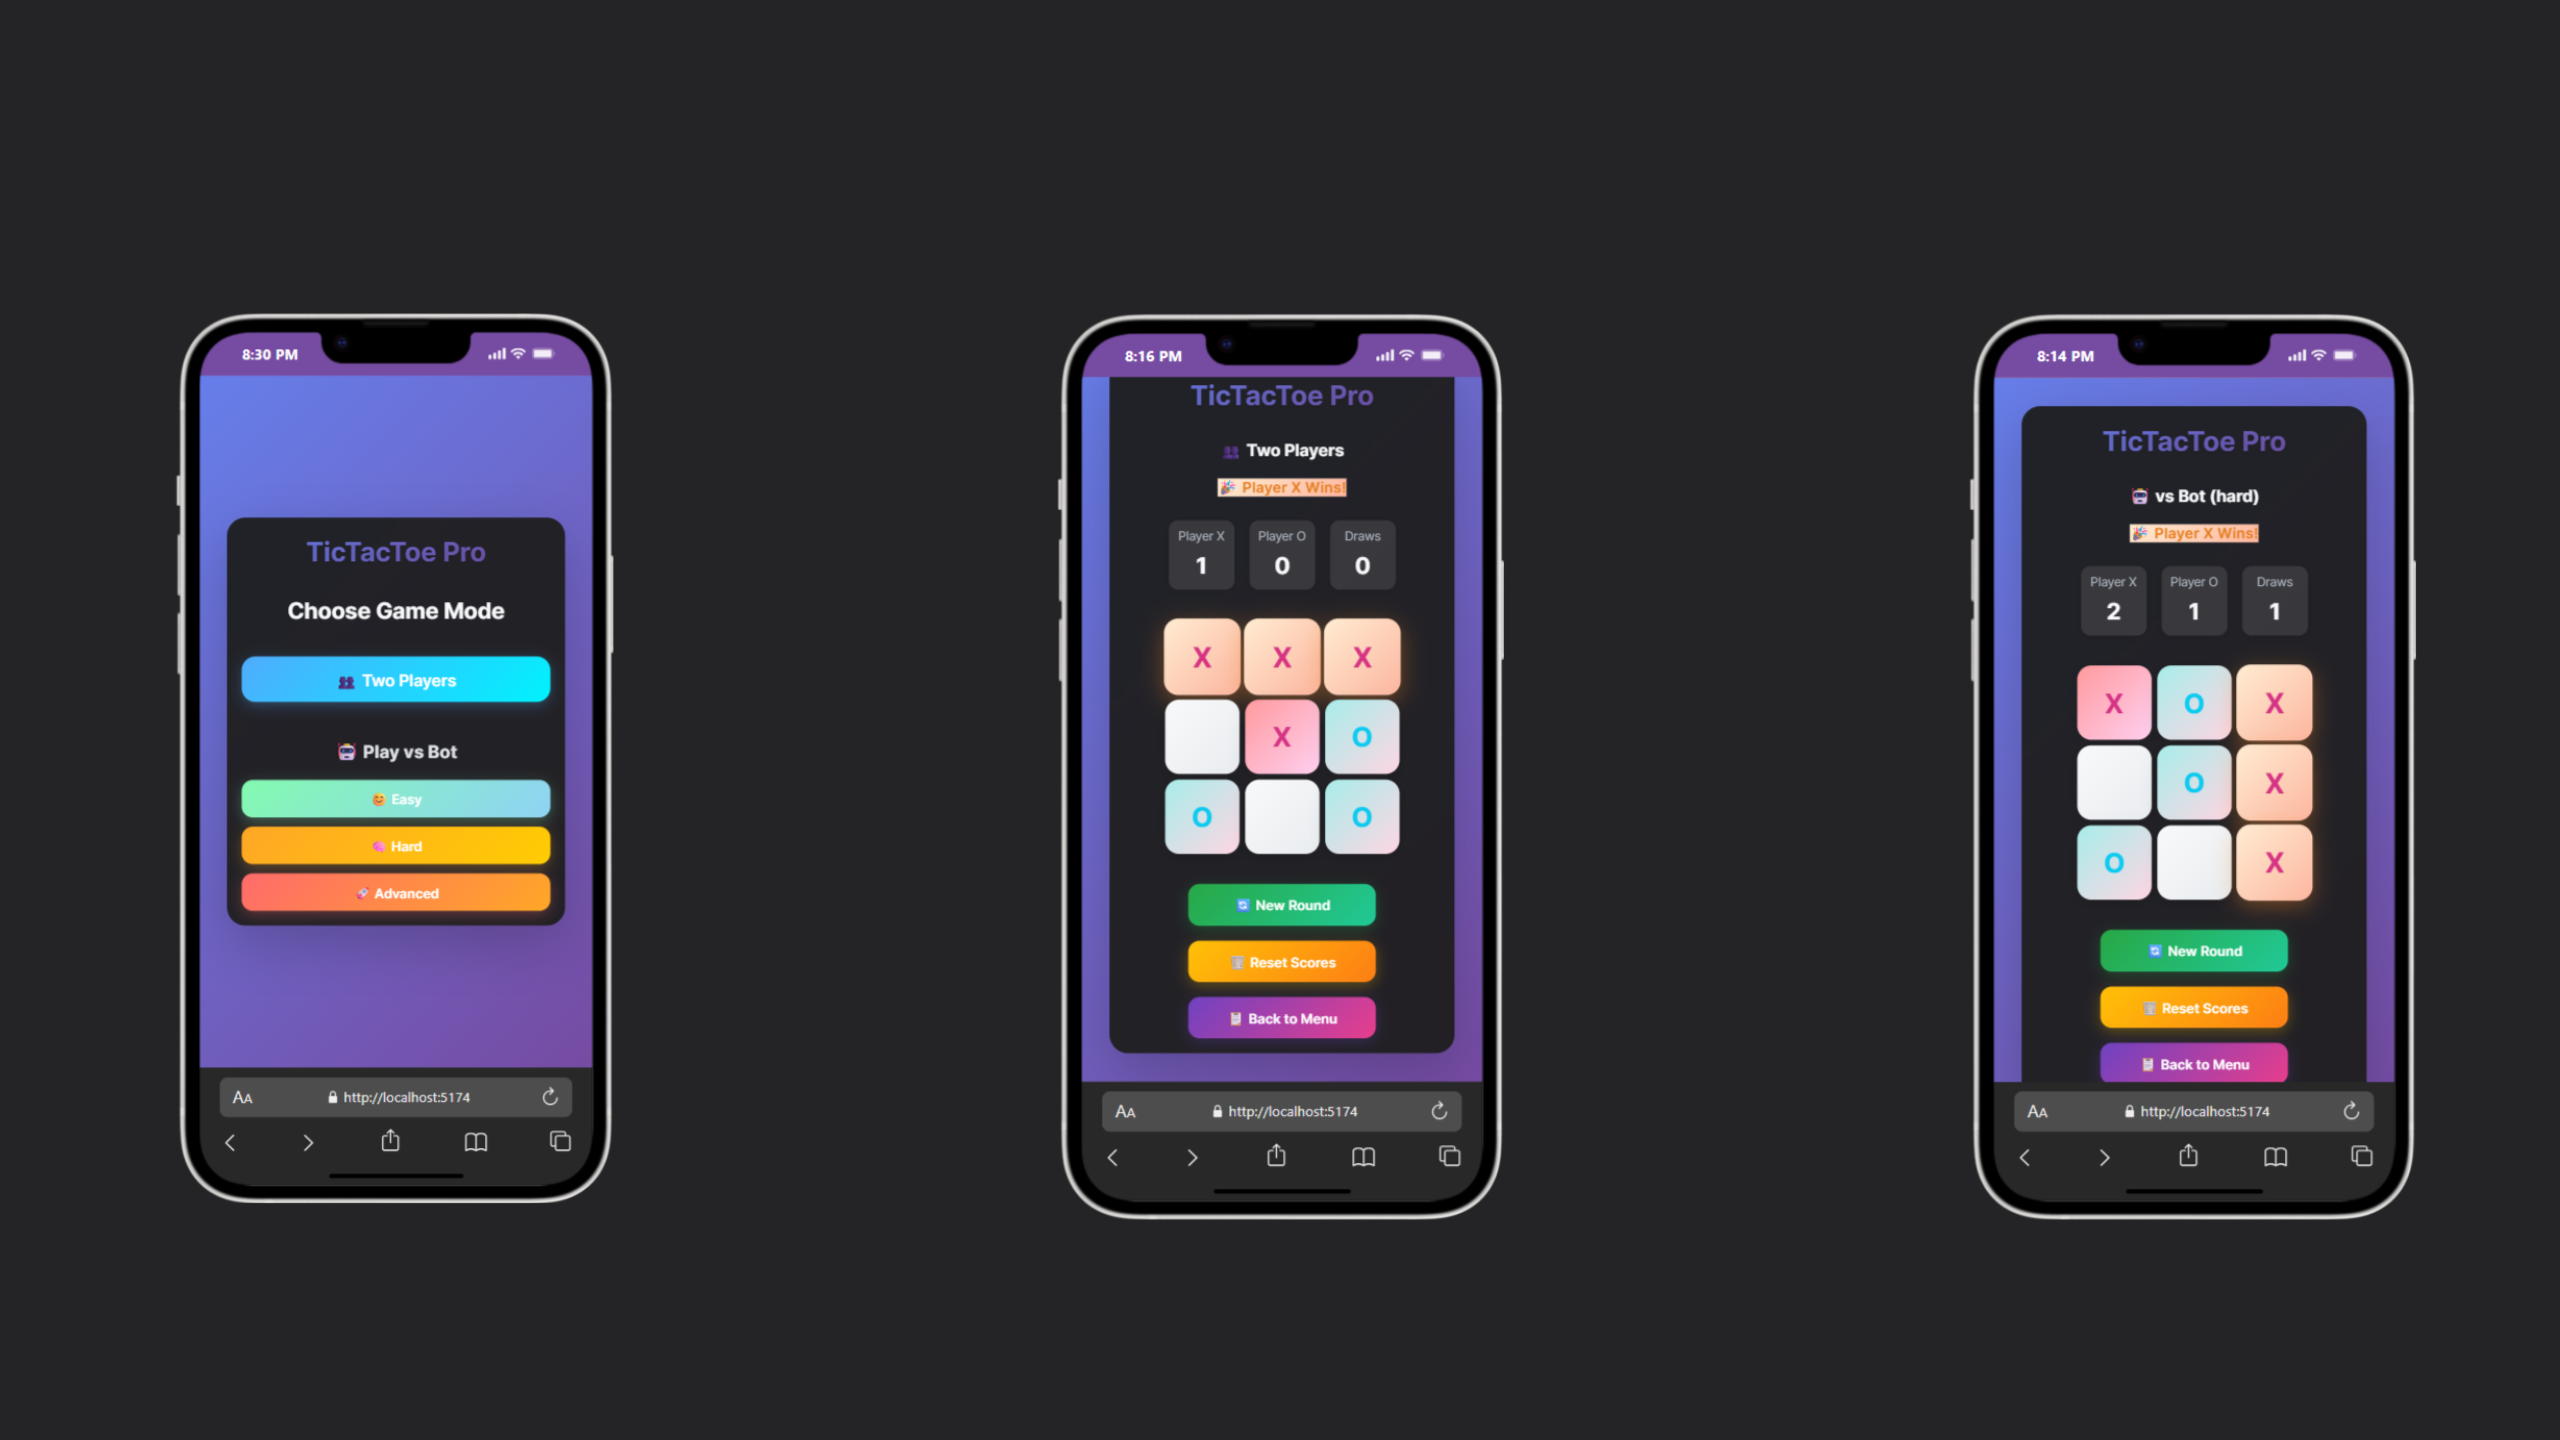 8:30 PM
TicTacToe Pro
Choose Game Mode
👥 Two Players
🤖 Play vs Bot
😊 Easy
🧠 Hard
🚀 Advanced
AA http://localhost:5174
8:16 PM
TicTacToe Pro
👥 Two Players
🎉 Player X Wins!
Player X Player O Draws
1 0 0
X X X
X O
O O
🔄 New Round
🗑️ Reset Scores
📋 Back to Menu
AA http://localhost:5174
8:14 PM
TicTacToe Pro
🤖 vs Bot (hard)
🎉 Player X Wins!
Player X Player O Draws
2 1 1
X O X
O X
O X
🔄 New Round
🗑️ Reset Scores
📋 Back to Menu
AA http://localhost:5174